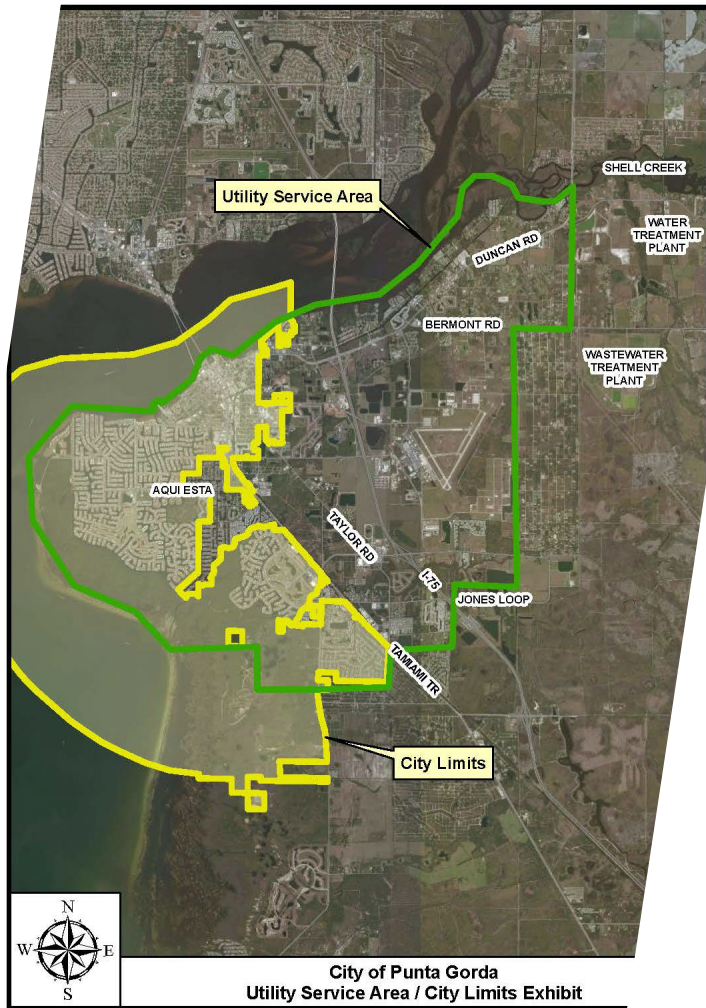 SHELL CREEK
Utility Service Area
WATER
TREATMENT
PLANT
DUNCAN RD
BERMONT RD
WASTEWATER
TREATMENT
PLANT
AQUI ESTA
TAYLOR RD
I-75
JONES LOOP
TAMIAMI TR
City Limits
N
W E
S
City of Punta Gorda
Utility Service Area / City Limits Exhibit